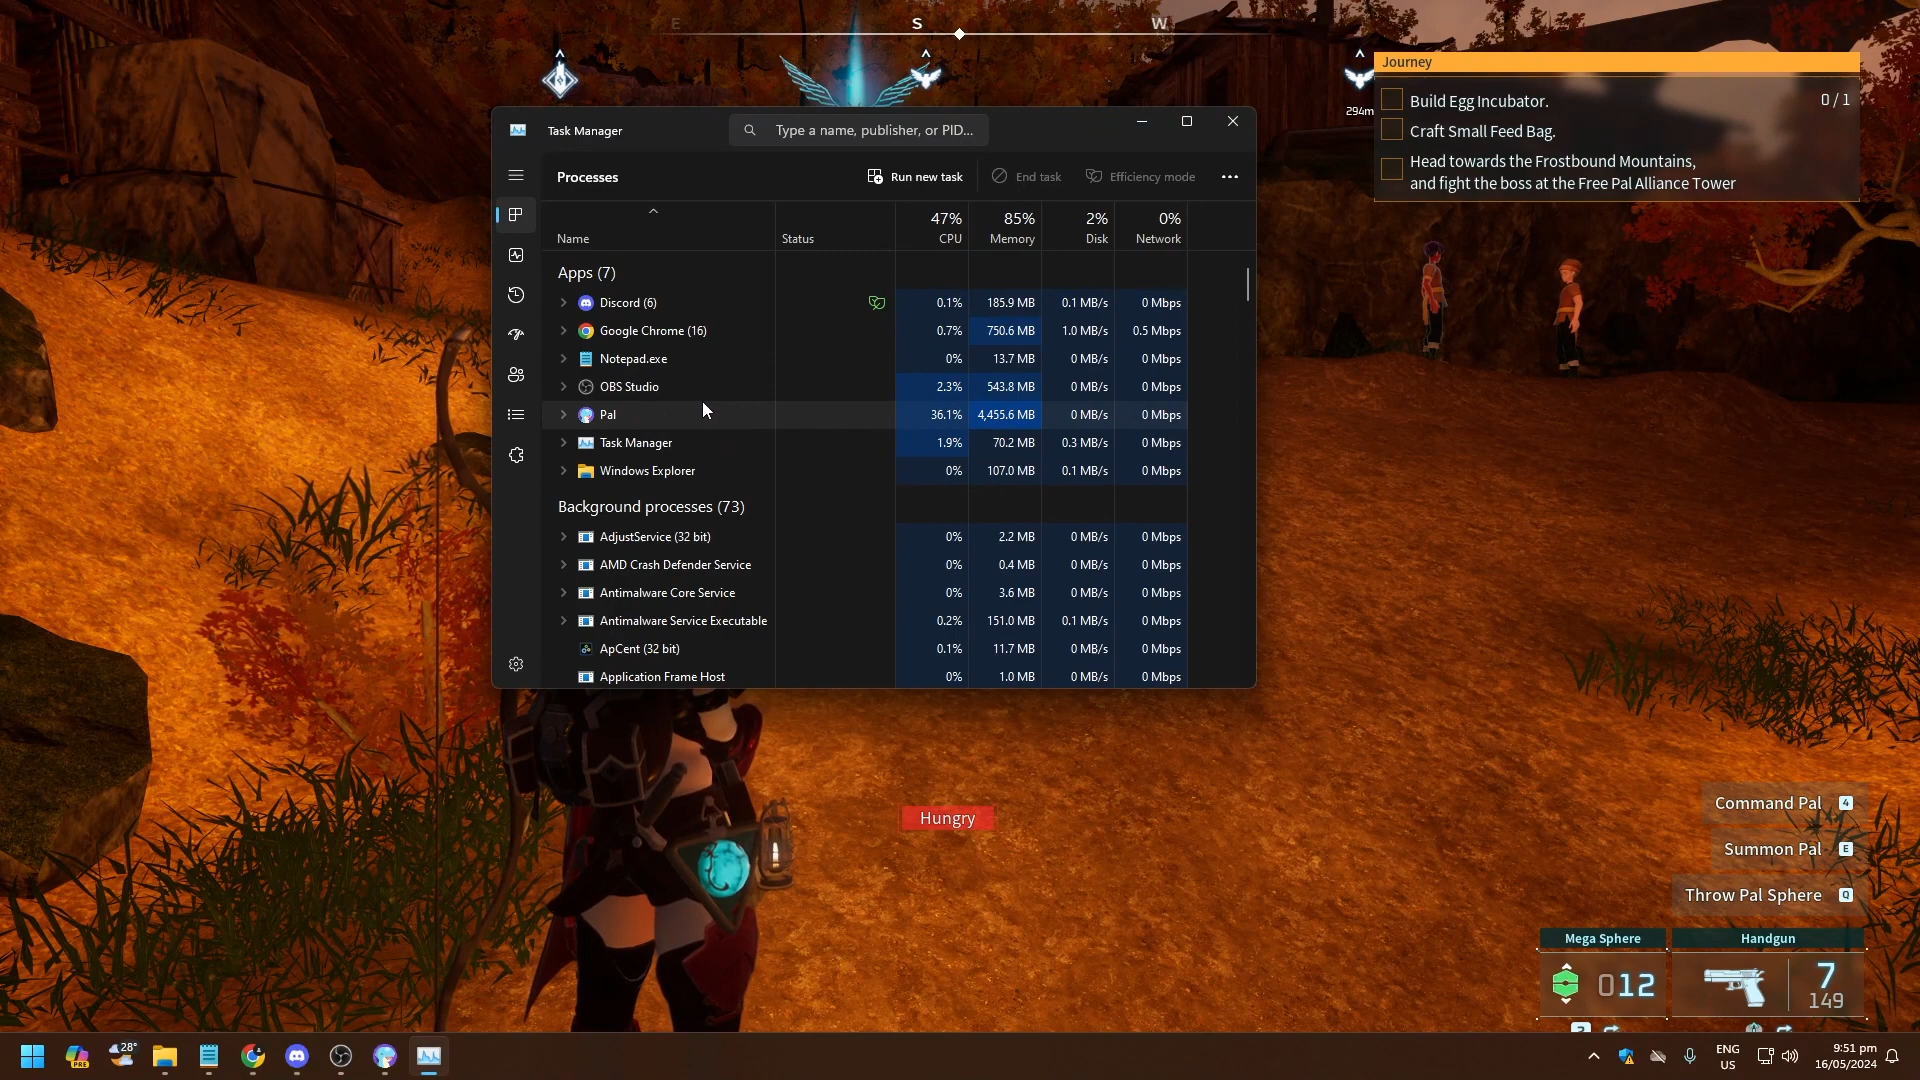 E S W
294m
Journey
Build Egg Incubator. 0 / 1
Craft Small Feed Bag.
Head towards the Frostbound Mountains,
and fight the boss at the Free Pal Alliance Tower
Task Manager
Type a name, publisher, or PID...
Processes
Run new task
End task
Efficiency mode
47% 85% 2% 0%
Name Status CPU Memory Disk Network
Apps (7)
Discord (6) 0.1% 185.9 MB 0.1 MB/s 0 Mbps
Google Chrome (16) 0.7% 750.6 MB 1.0 MB/s 0.5 Mbps
Notepad.exe 0% 13.7 MB 0 MB/s 0 Mbps
OBS Studio 2.3% 543.8 MB 0 MB/s 0 Mbps
Pal 36.1% 4,455.6 MB 0 MB/s 0 Mbps
Task Manager 1.9% 70.2 MB 0.3 MB/s 0 Mbps
Windows Explorer 0% 107.0 MB 0.1 MB/s 0 Mbps
Background processes (73)
AdjustService (32 bit) 0% 2.2 MB 0 MB/s 0 Mbps
AMD Crash Defender Service 0% 0.4 MB 0 MB/s 0 Mbps
Antimalware Core Service 0% 3.6 MB 0 MB/s 0 Mbps
Antimalware Service Executable 0.2% 151.0 MB 0.1 MB/s 0 Mbps
ApCent (32 bit) 0.1% 11.7 MB 0 MB/s 0 Mbps
Application Frame Host 0% 1.0 MB 0 MB/s 0 Mbps
Hungry
Command Pal 4
Summon Pal E
Throw Pal Sphere Q
Mega Sphere
012
Handgun
7
149
PRE
28°
ENG
US
9:51 pm
16/05/2024